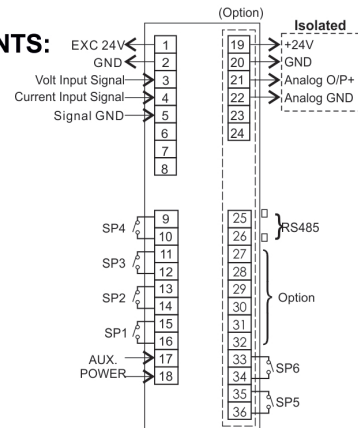 (Option)
Isolated
NTS:
EXC 24V 1 19 +24V
GND 2 20 GND
Volt Input Signal 3 21 Analog O/P+
Current Input Signal 4 22 Analog GND
Signal GND 5 23
6 24
7
8
SP4 9 25 RS485
10 26
SP3 11 27
12 28
SP2 13 29 Option
14 30
SP1 15 31
16 32
AUX. 17 33 SP6
POWER 18 34
35 SP5
36